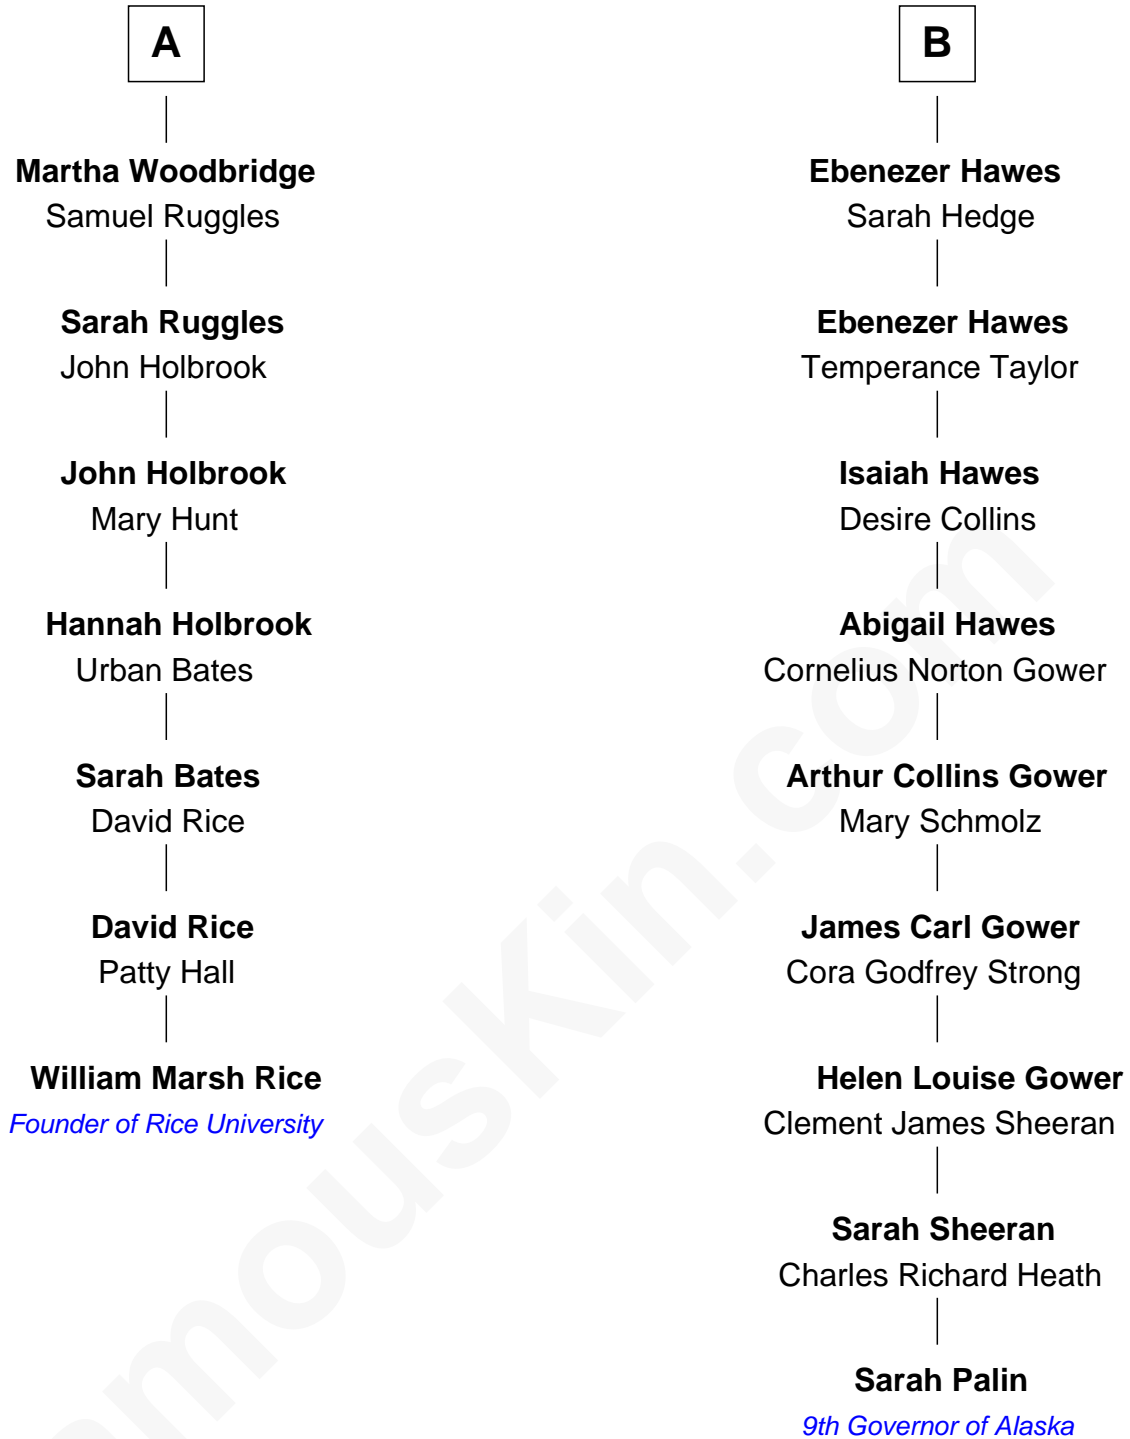 A
Martha Woodbridge
Samuel Ruggles
Sarah Ruggles
John Holbrook
John Holbrook
Mary Hunt
Hannah Holbrook
Urban Bates
Sarah Bates
David Rice
David Rice
Patty Hall
William Marsh Rice
Founder of Rice University
B
Ebenezer Hawes
Sarah Hedge
Ebenezer Hawes
Temperance Taylor
Isaiah Hawes
Desire Collins
Abigail Hawes
Cornelius Norton Gower
Arthur Collins Gower
Mary Schmolz
James Carl Gower
Cora Godfrey Strong
Helen Louise Gower
Clement James Sheeran
Sarah Sheeran
Charles Richard Heath
Sarah Palin
9th Governor of Alaska
amousKin.com